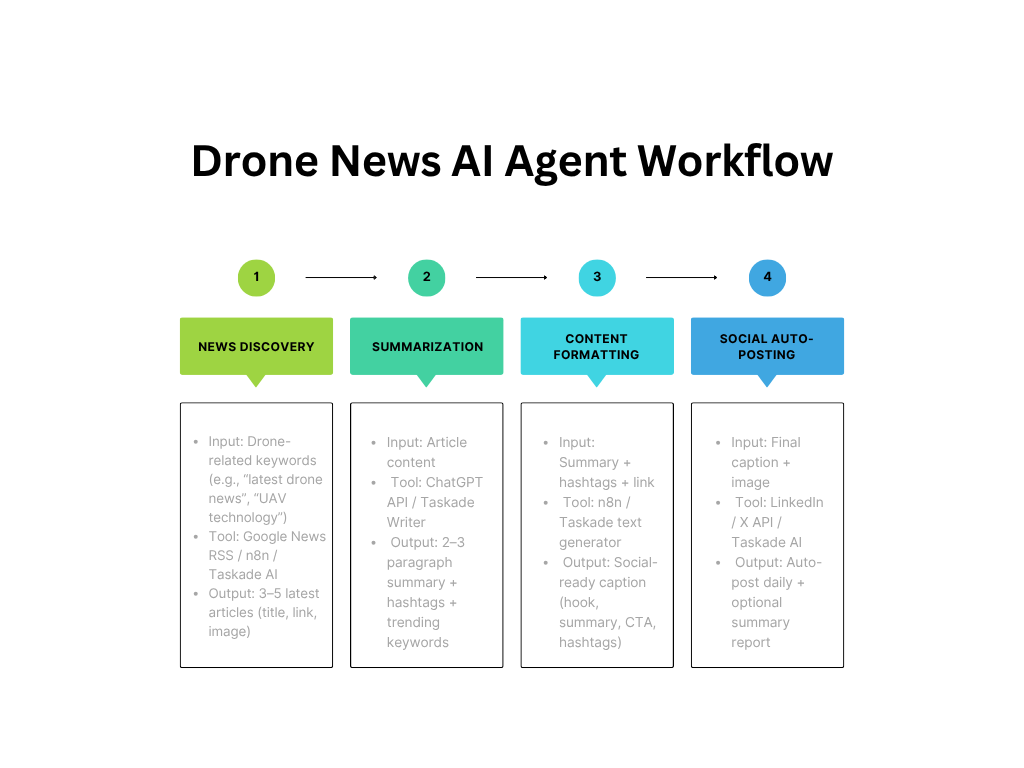 Drone News AI Agent Workflow
1
2
3
4
NEWS DISCOVERY
SUMMARIZATION
CONTENT
FORMATTING
SOCIAL AUTO-
POSTING
• Input: Drone-
related keywords
(e.g., “latest drone
news”, “UAV
technology”)
• Tool: Google News
RSS / n8n /
Taskade AI
• Output: 3–5 latest
articles (title, link,
image)
• Input: Article
content
• Tool: ChatGPT
API / Taskade
Writer
• Output: 2–3
paragraph
summary +
hashtags +
trending
keywords
• Input:
Summary +
hashtags + link
• Tool: n8n /
Taskade text
generator
• Output: Social-
ready caption
(hook,
summary, CTA,
hashtags)
• Input: Final
caption +
image
• Tool: LinkedIn
/ X API /
Taskade AI
• Output: Auto-
post daily +
optional
summary
report